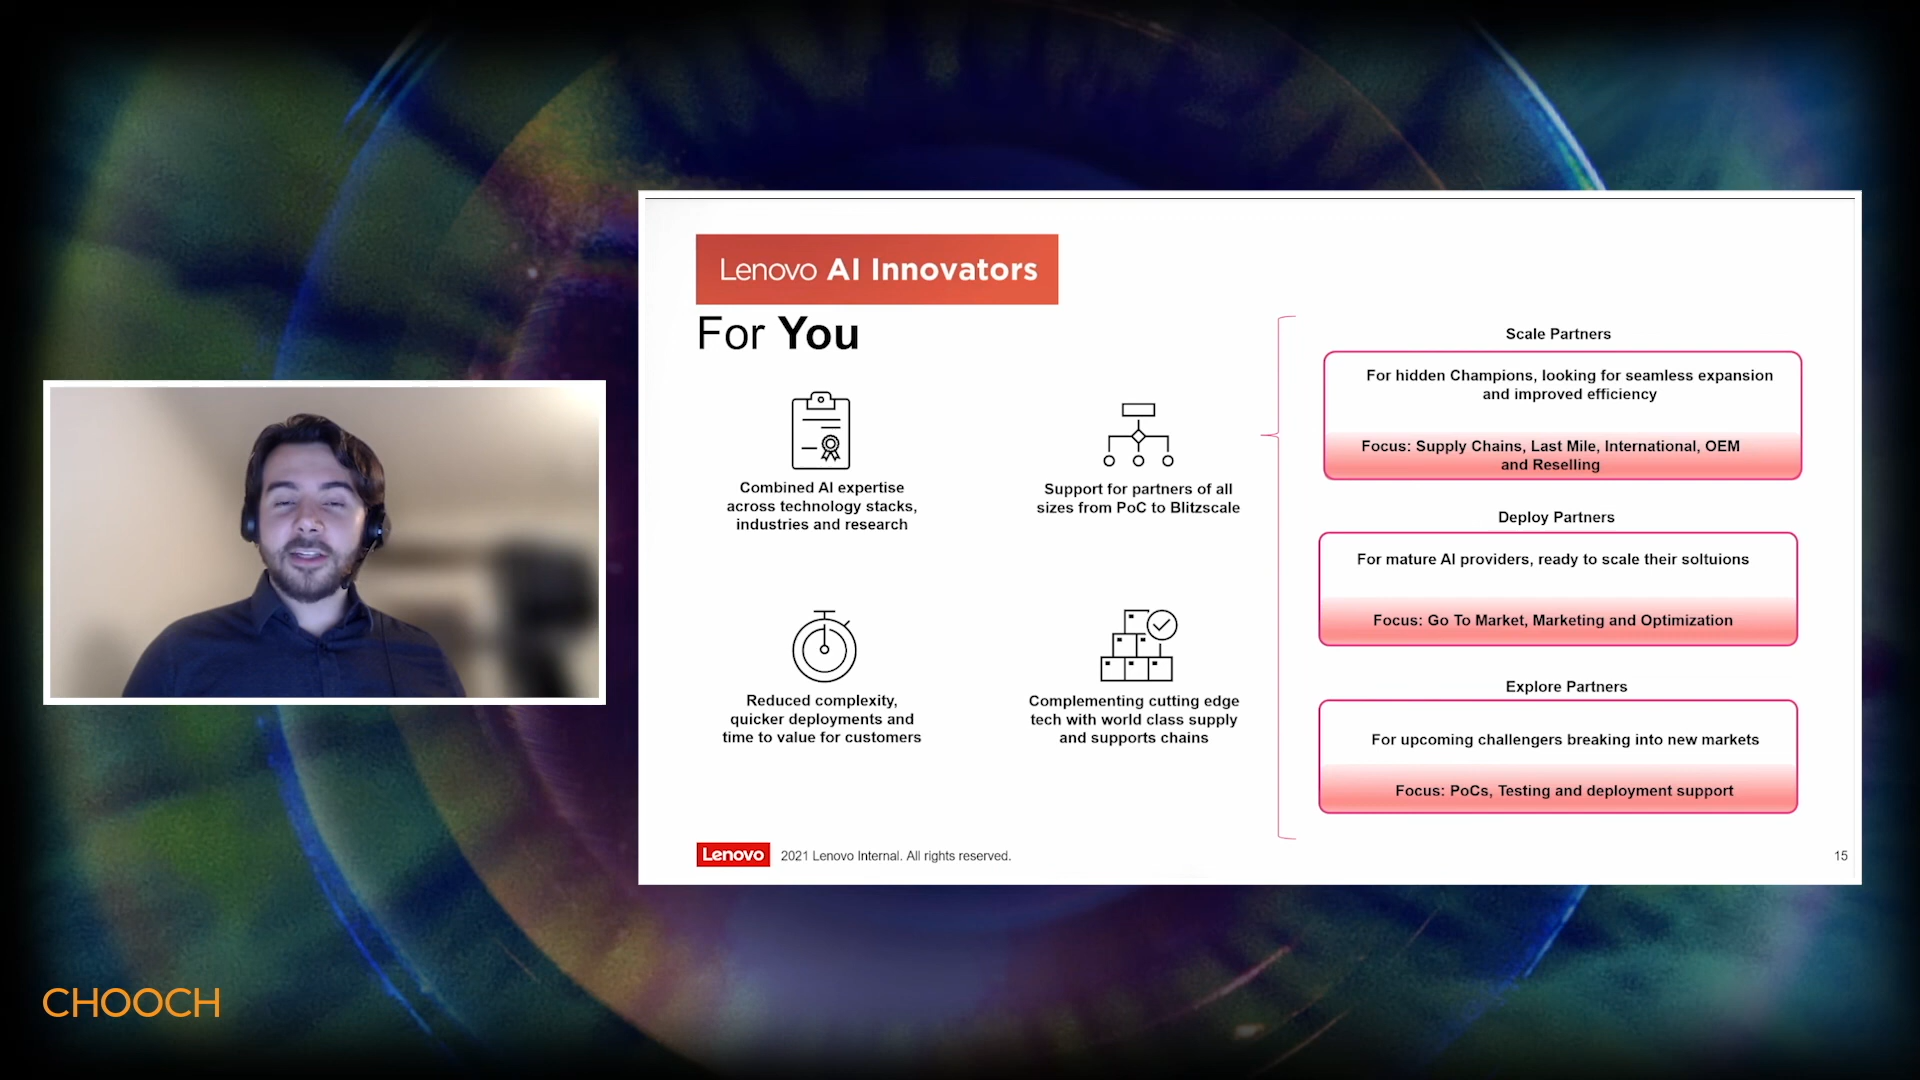 Lenovo AI Innovators
For You
Combined AI expertise
across technology stacks,
industries and research
Support for partners of all
sizes from PoC to Blitzscale
Reduced complexity,
quicker deployments and
time to value for customers
Complementing cutting edge
tech with world class supply
and supports chains
Scale Partners
For hidden Champions, looking for seamless expansion
and improved efficiency
Focus: Supply Chains, Last Mile, International, OEM
and Reselling
Deploy Partners
For mature AI providers, ready to scale their soltuions
Focus: Go To Market, Marketing and Optimization
Explore Partners
For upcoming challengers breaking into new markets
Focus: PoCs, Testing and deployment support
Lenovo 2021 Lenovo Internal. All rights reserved.
15
CHOOCH